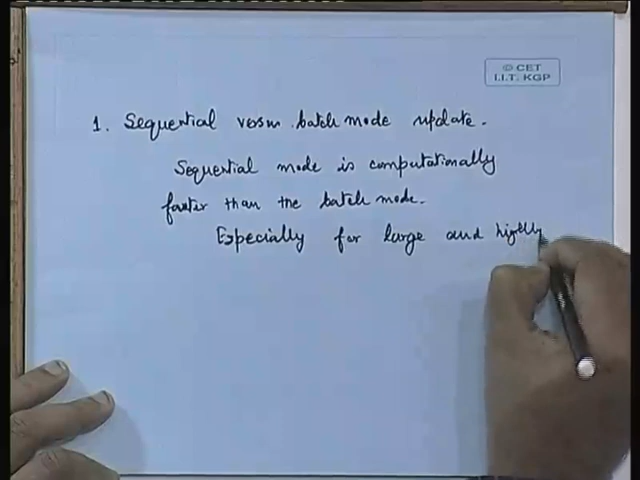 © CET
I.I.T. KGP
1. Sequential versus batch mode update.
Sequential mode is computationally
faster than the batch mode.
Especially for large and highly